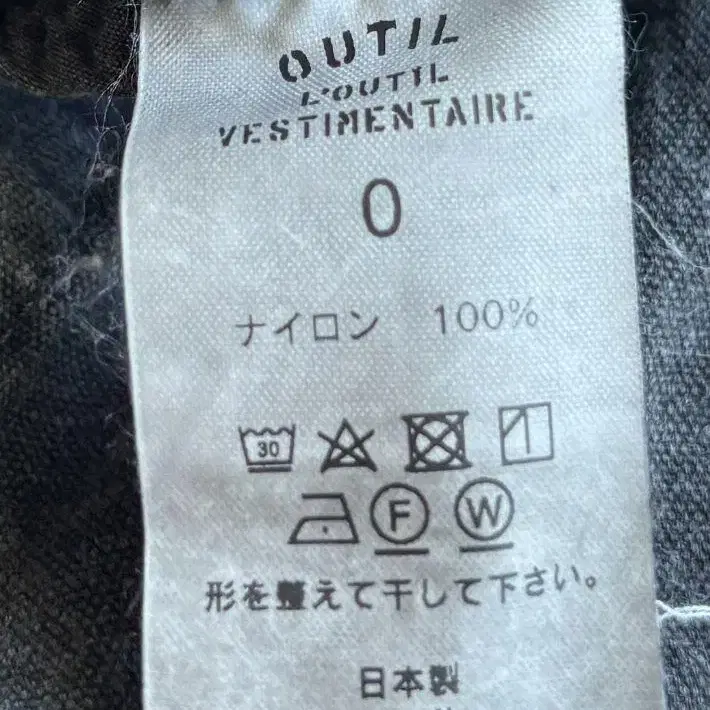 OUTIL
L'OUTIL
VESTIMENTAIRE
0
ナイロン 100%
30
F W
形を整えて干して下さい。
日本製